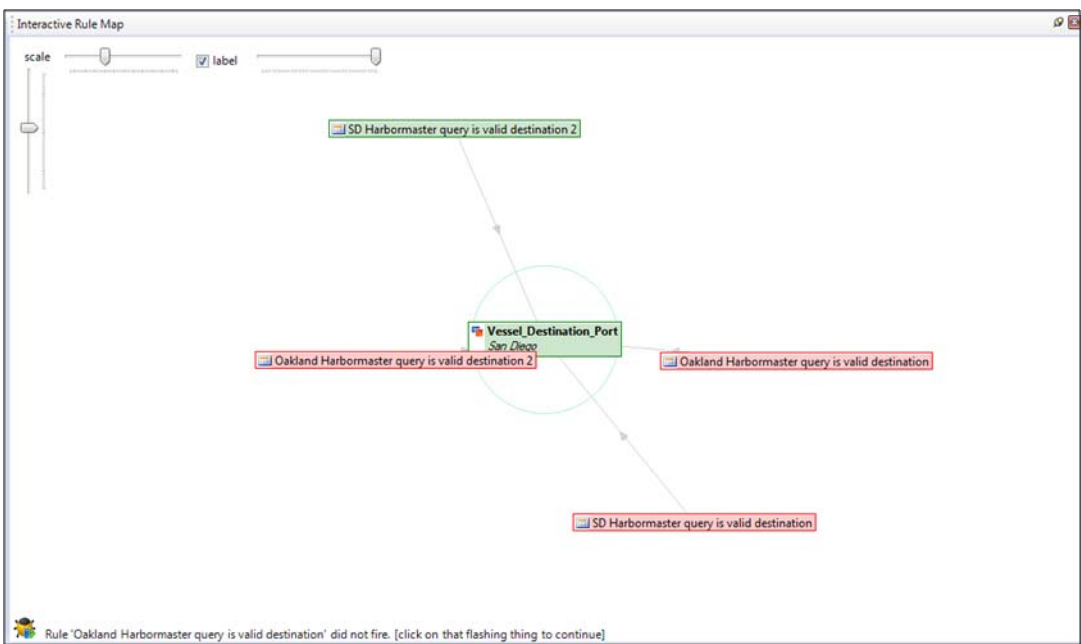 Interactive Rule Map
scale
label
SD Harbormaster query is valid destination 2
Vessel_Destination_Port
San Diego
Oakland Harbormaster query is valid destination 2
Oakland Harbormaster query is valid destination
SD Harbormaster query is valid destination
Rule 'Oakland Harbormaster query is valid destination' did not fire. [click on that flashing thing to continue]